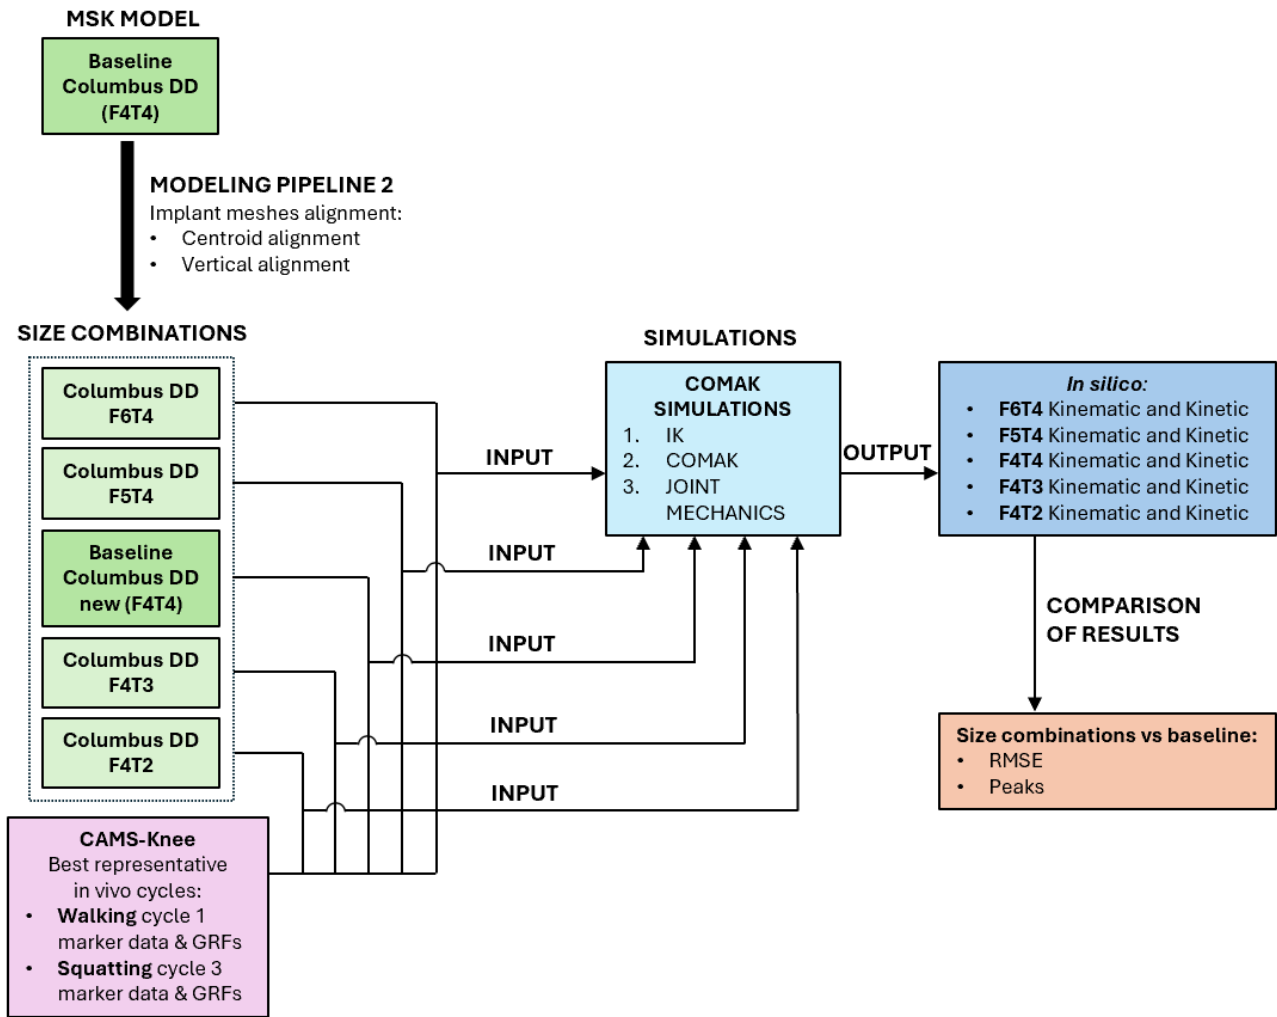 MSK MODEL
Baseline
Columbus DD
(F4T4)
MODELING PIPELINE 2
Implant meshes alignment:
• Centroid alignment
• Vertical alignment
SIZE COMBINATIONS
Columbus DD
F6T4
Columbus DD
F5T4
Baseline
Columbus DD
new (F4T4)
Columbus DD
F4T3
Columbus DD
F4T2
CAMS-Knee
Best representative
in vivo cycles:
• Walking cycle 1
marker data & GRFs
• Squatting cycle 3
marker data & GRFs
INPUT
INPUT
INPUT
INPUT
INPUT
SIMULATIONS
COMAK
SIMULATIONS
1. IK
2. COMAK
3. JOINT
MECHANICS
OUTPUT
In silico:
• F6T4 Kinematic and Kinetic
• F5T4 Kinematic and Kinetic
• F4T4 Kinematic and Kinetic
• F4T3 Kinematic and Kinetic
• F4T2 Kinematic and Kinetic
COMPARISON
OF RESULTS
Size combinations vs baseline:
• RMSE
• Peaks